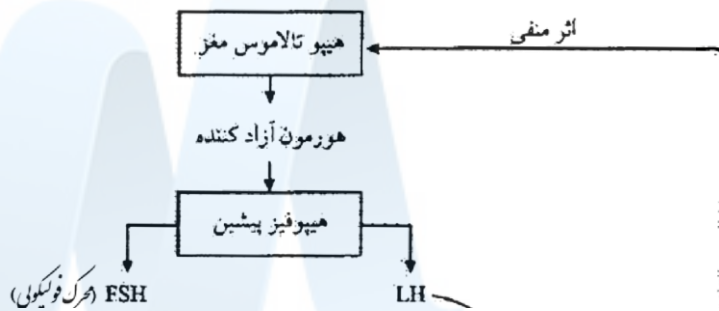 اثر منفی
هیپو تالاموس مغز
هورمون آزاد کننده
هیپوفیز پیشین
FSH (محرک فولیکولی)
LH